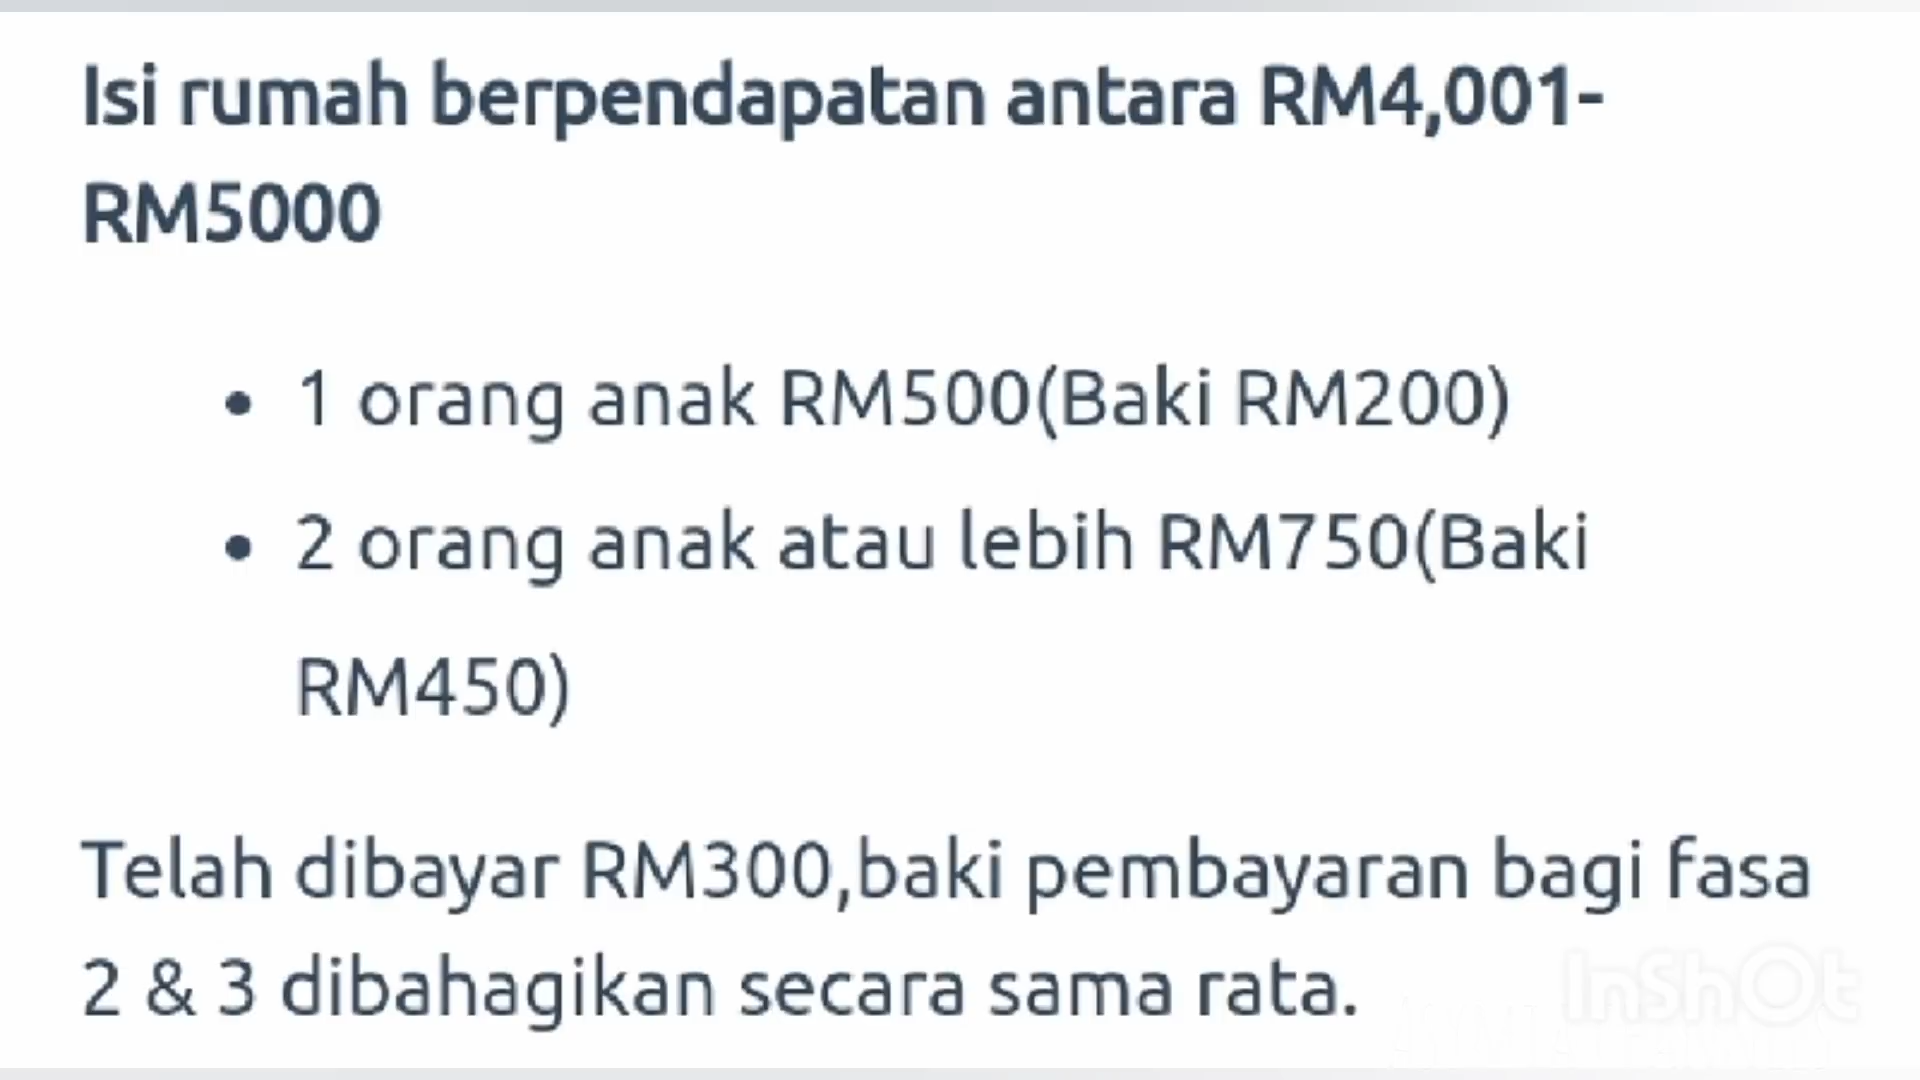 Isi rumah berpendapatan antara RM4,001-
RM5000
• 1 orang anak RM500(Baki RM200)
• 2 orang anak atau lebih RM750(Baki
RM450)
Telah dibayar RM300,baki pembayaran bagi fasa
2 & 3 dibahagikan secara sama rata.
InShOt